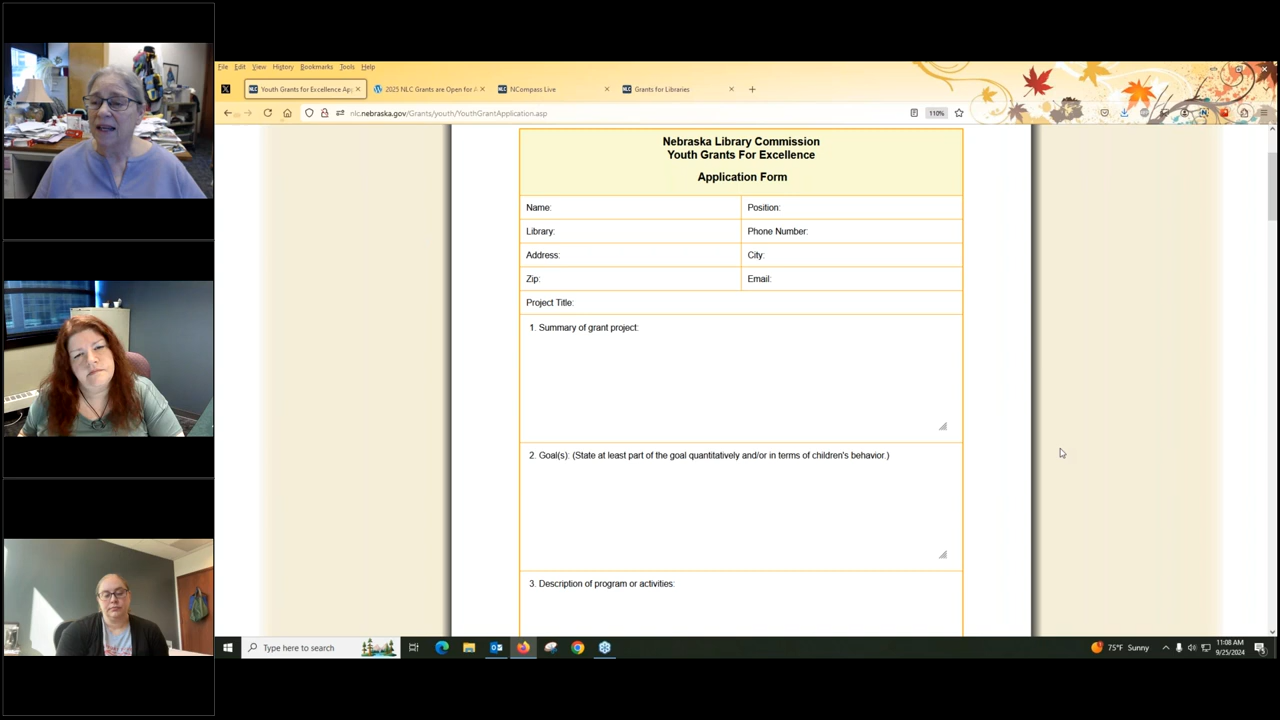 File Edit View History Bookmarks Tools Help
NLC Youth Grants for Excellence Ap
2025 NLC Grants are Open for A
NLC NCompass Live
NLC Grants for Libraries
nlc.nebraska.gov/Grants/youth/YouthGrantApplication.asp
110%
Nebraska Library Commission
Youth Grants For Excellence
Application Form
Name:
Position:
Library:
Phone Number:
Address:
City:
Zip:
Email:
Project Title:
1. Summary of grant project:
2. Goal(s): (State at least part of the goal quantitatively and/or in terms of children's behavior.)
3. Description of program or activities:
Type here to search
75°F Sunny
11:08 AM
9/25/2024